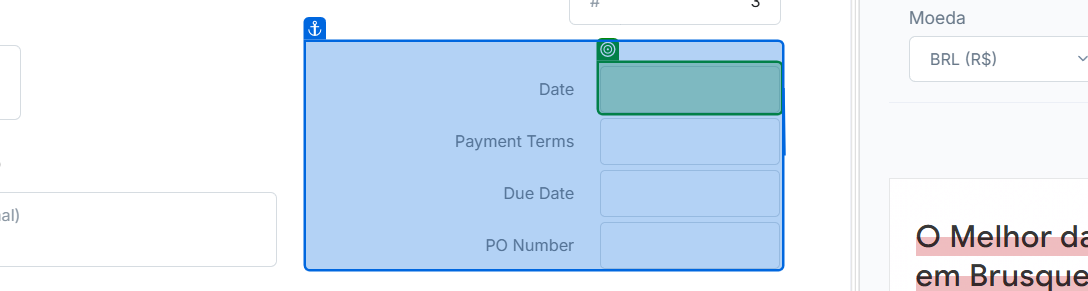 # 3
Moeda
BRL (R$)
Date
Payment Terms
Due Date
PO Number
al)
O Melhor da
em Brusque